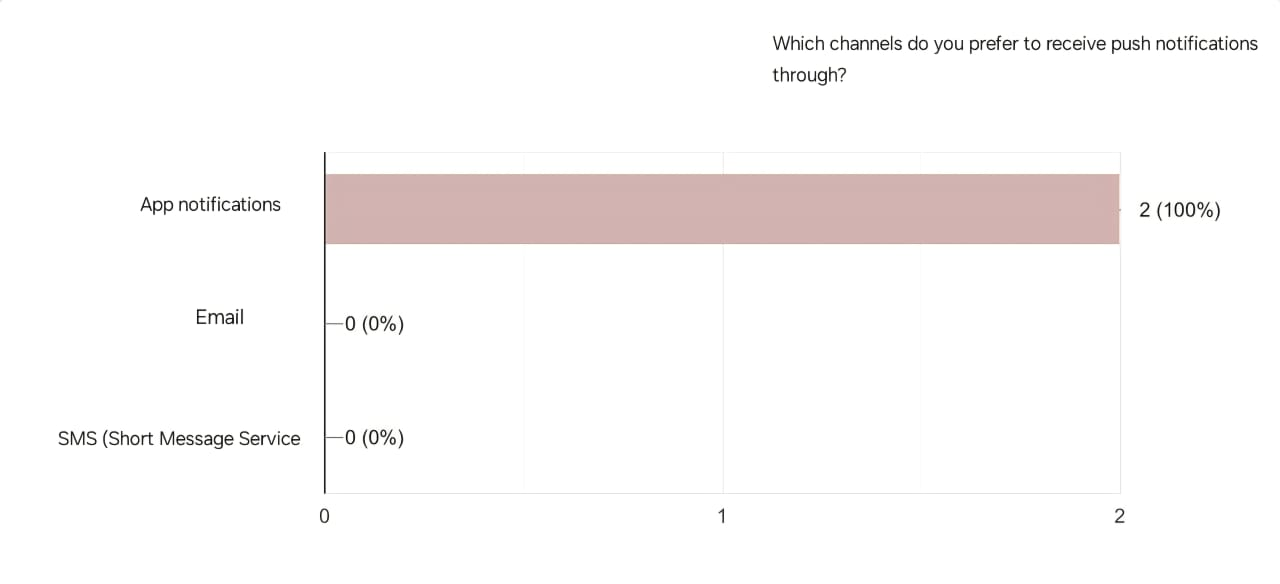 Which channels do you prefer to receive push notifications
through?
App notifications
2 (100%)
Email
0 (0%)
SMS (Short Message Service
0 (0%)
0
1
2